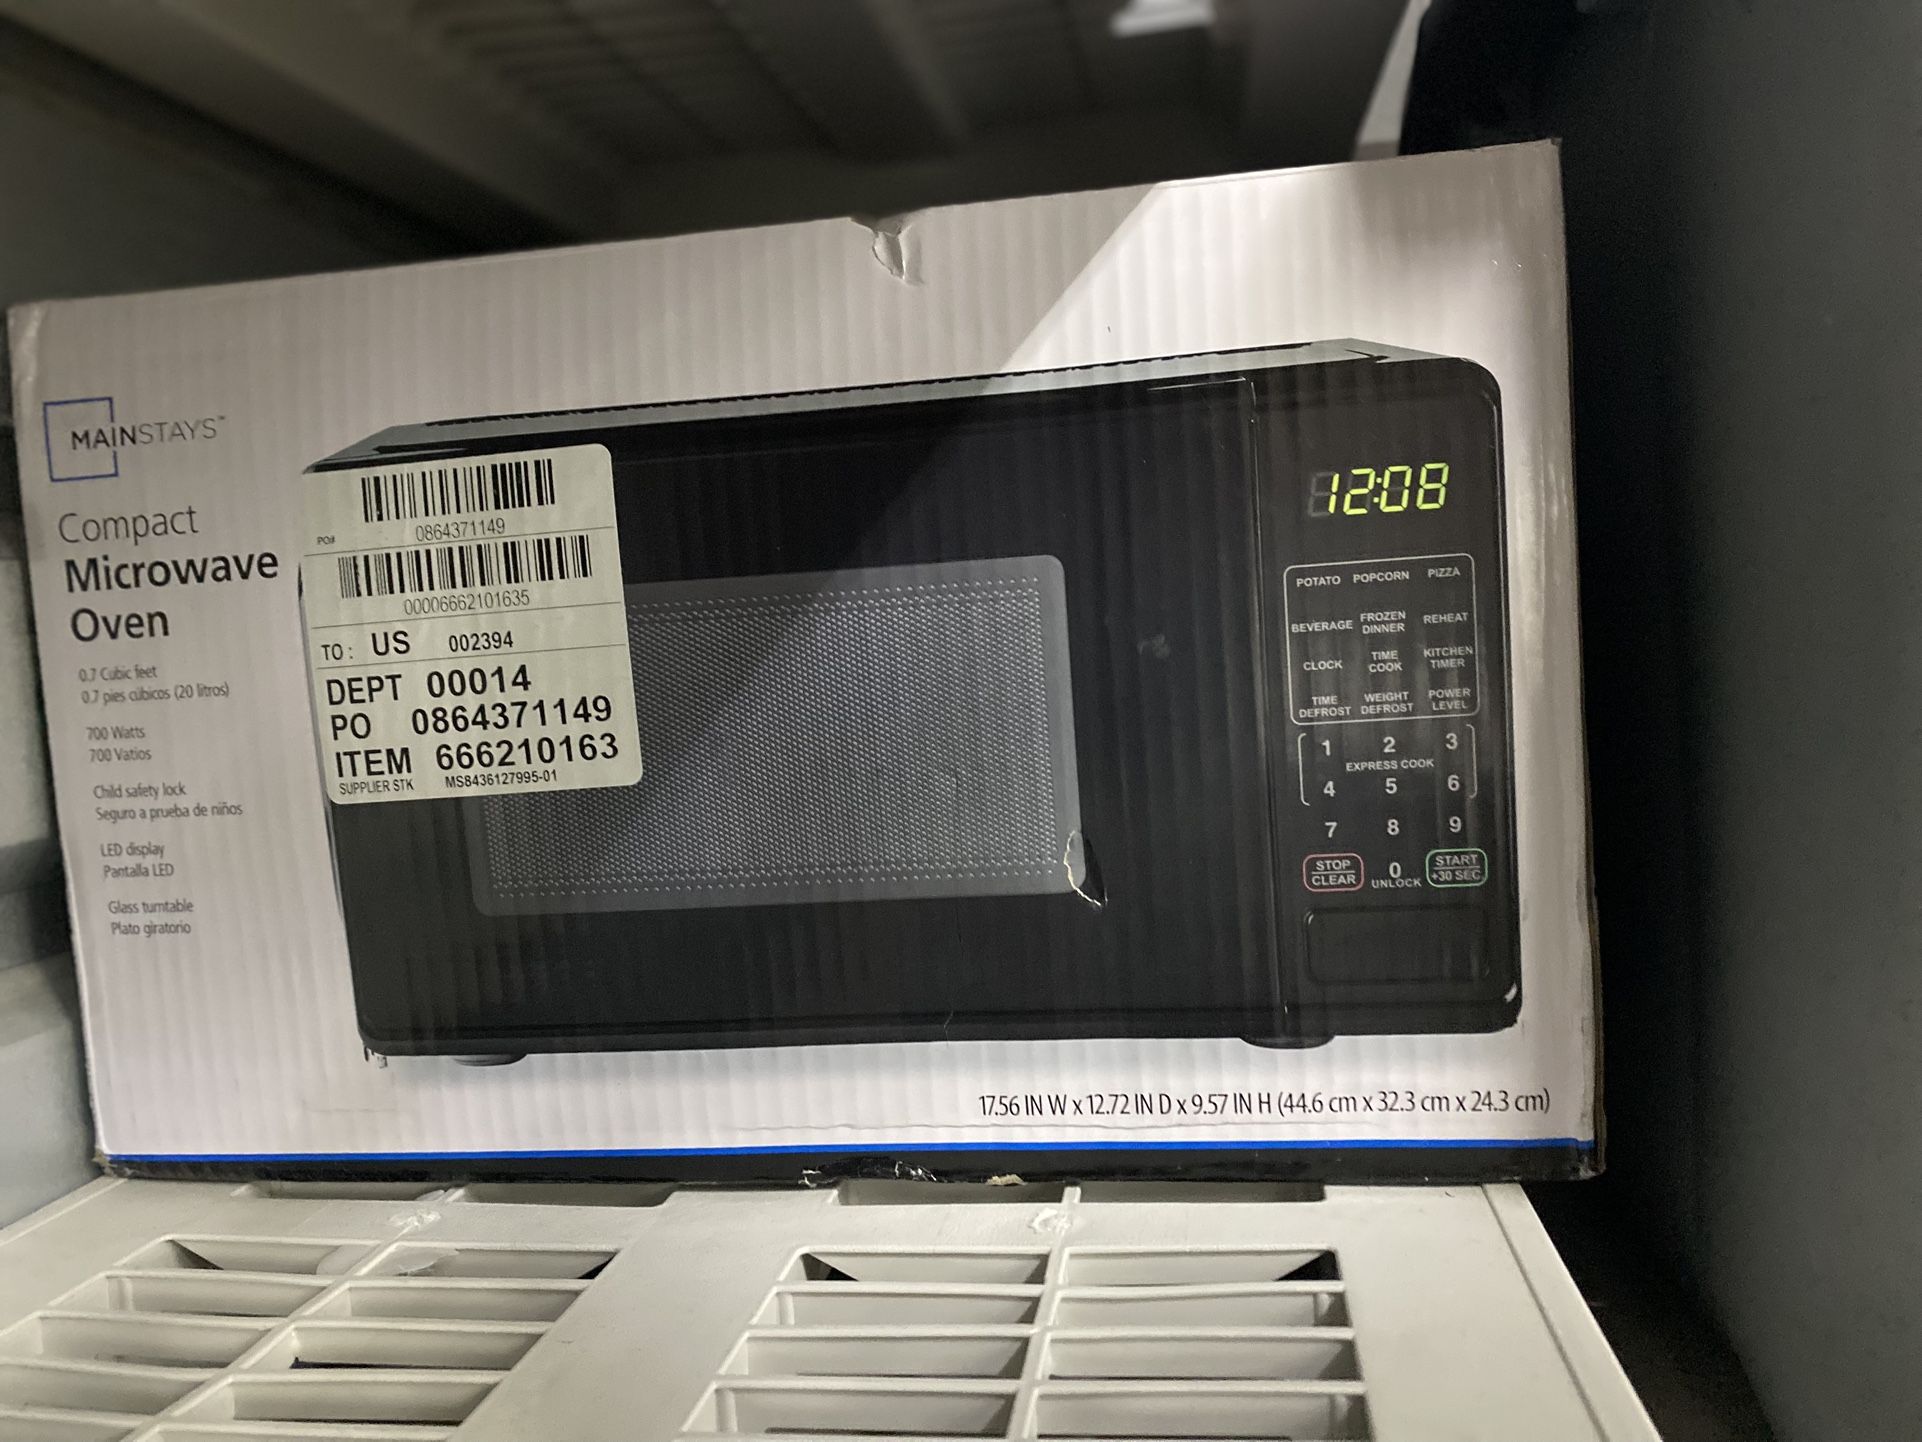 MAINSTAYS™
Compact
Microwave
Oven
0.7 Cubic feet
0.7 pies cúbicos (20 litros)
700 Watts
700 Vatios
Child safety lock
Seguro a prueba de niños
LED display
Pantalla LED
Glass turntable
Plato giratorio
PO# 0864371149
00006662101635
TO: US 002394
DEPT 00014
PO 0864371149
ITEM 666210163
SUPPLIER STK MS8436127995-01
12:08
POTATO POPCORN PIZZA
BEVERAGE FROZEN DINNER REHEAT
CLOCK TIME COOK KITCHEN TIMER
TIME DEFROST WEIGHT DEFROST POWER LEVEL
1 2 3
EXPRESS COOK
4 5 6
7 8 9
STOP CLEAR 0 UNLOCK START +30 SEC.
17.56 IN W x 12.72 IN D x 9.57 IN H (44.6 cm x 32.3 cm x 24.3 cm)